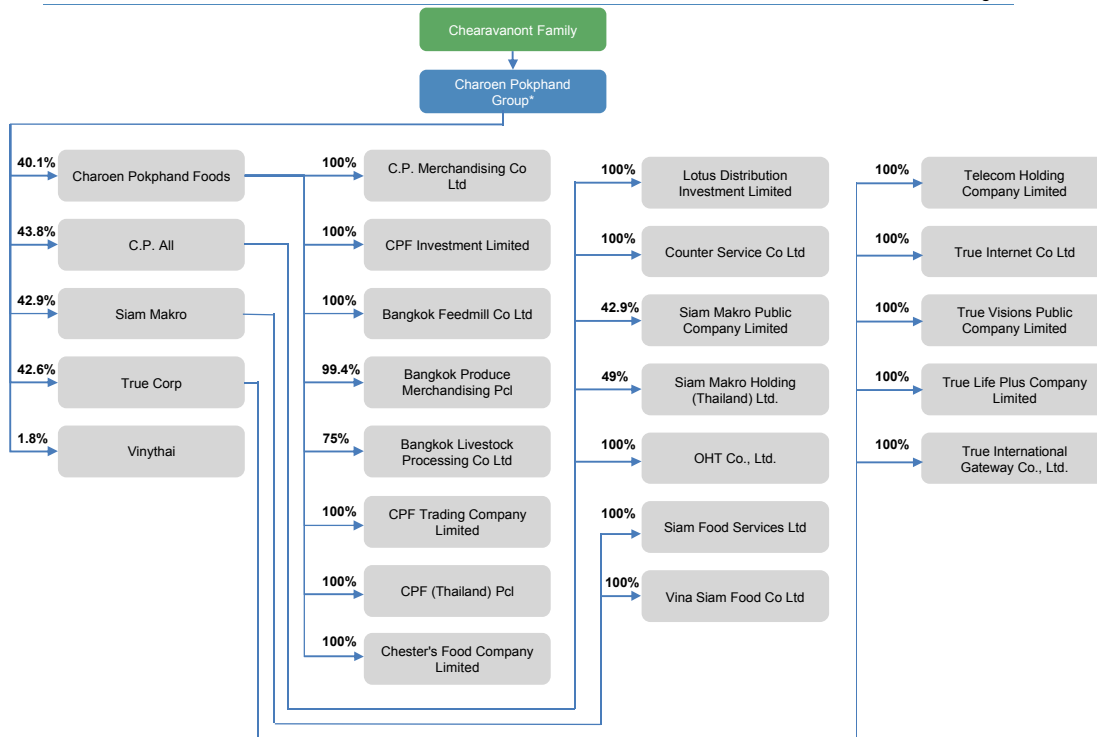 Chearavanont Family
Charoen Pokphand
Group*
40.1%
Charoen Pokphand Foods
43.8%
C.P. All
42.9%
Siam Makro
42.6%
True Corp
1.8%
Vinythai
100%
C.P. Merchandising Co
Ltd
100%
CPF Investment Limited
100%
Bangkok Feedmill Co Ltd
99.4%
Bangkok Produce
Merchandising Pcl
75%
Bangkok Livestock
Processing Co Ltd
100%
CPF Trading Company
Limited
100%
CPF (Thailand) Pcl
100%
Chester's Food Company
Limited
100%
Lotus Distribution
Investment Limited
100%
Counter Service Co Ltd
42.9%
Siam Makro Public
Company Limited
49%
Siam Makro Holding
(Thailand) Ltd.
100%
OHT Co., Ltd.
100%
Siam Food Services Ltd
100%
Vina Siam Food Co Ltd
100%
Telecom Holding
Company Limited
100%
True Internet Co Ltd
100%
True Visions Public
Company Limited
100%
True Life Plus Company
Limited
100%
True International
Gateway Co., Ltd.